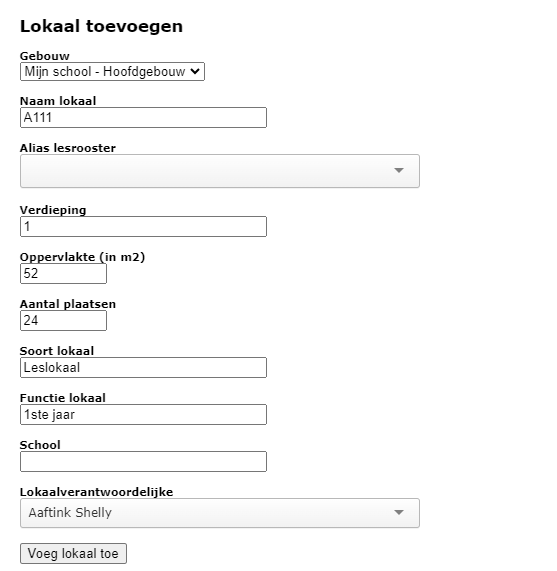 Lokaal toevoegen
Gebouw
Mijn school - Hoofdgebouw
Naam lokaal
A111
Alias lesrooster
Verdieping
1
Oppervlakte (in m2)
52
Aantal plaatsen
24
Soort lokaal
Leslokaal
Functie lokaal
1ste jaar
School
Lokaalverantwoordelijke
Aaftink Shelly
Voeg lokaal toe